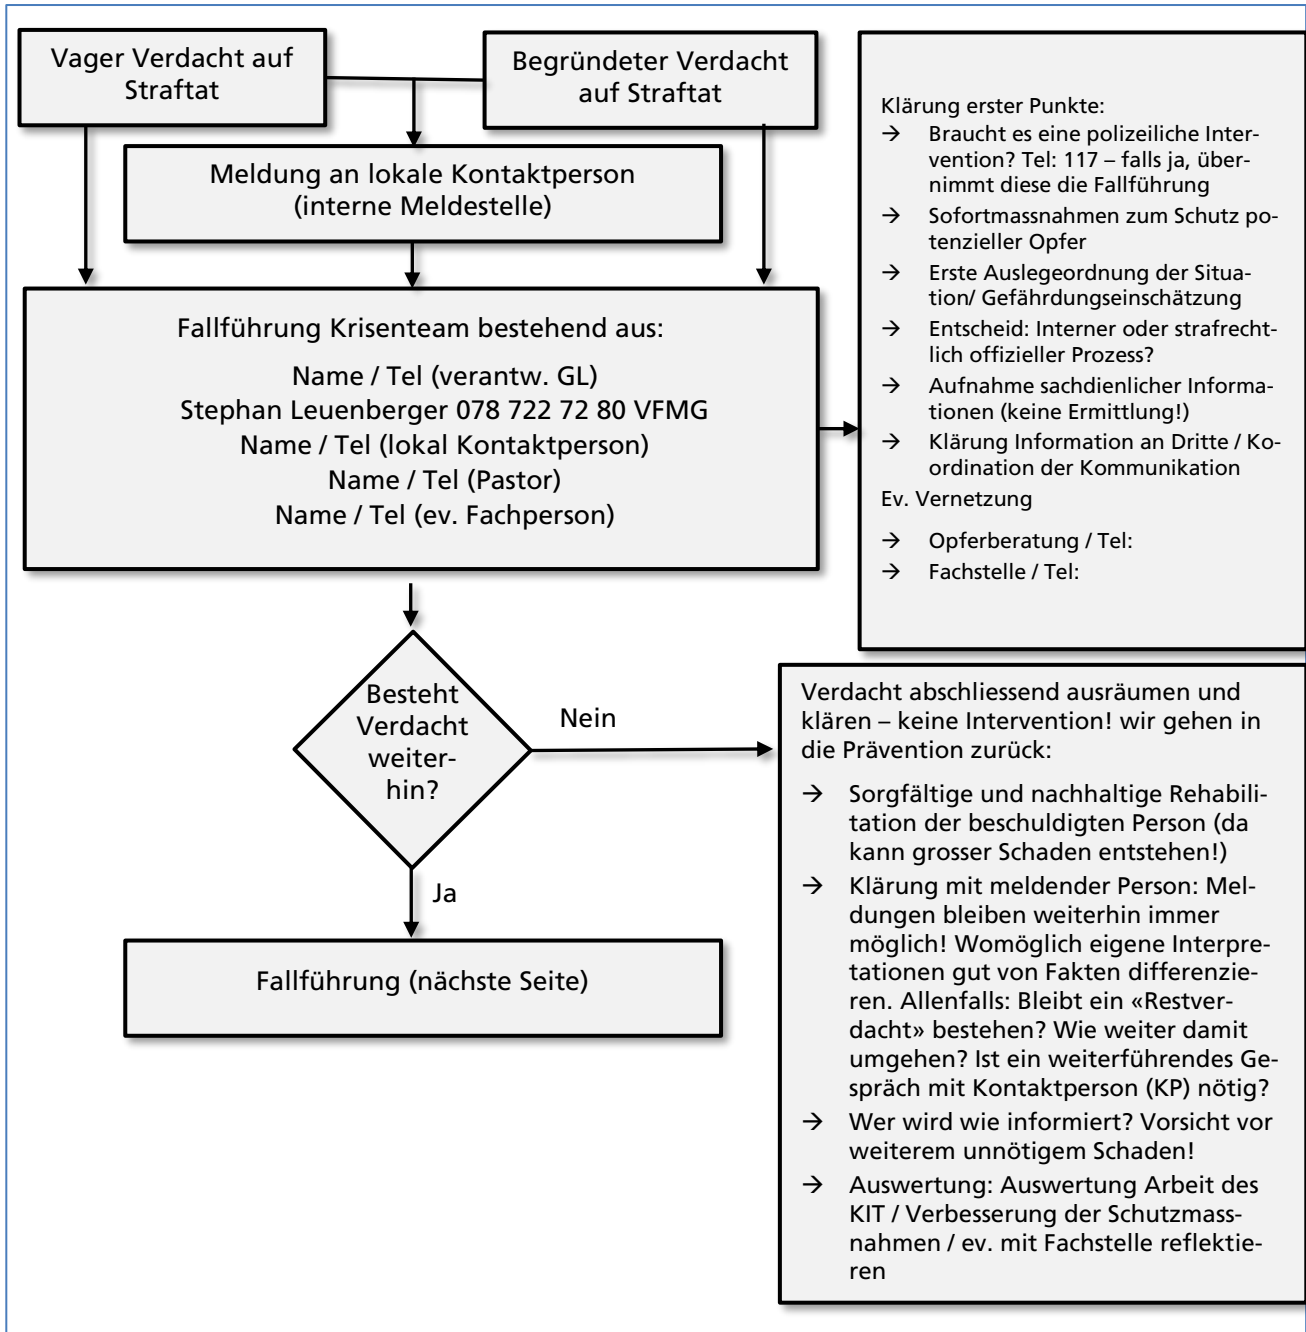 Vager Verdacht auf
Straftat
Begründeter Verdacht
auf Straftat
Meldung an lokale Kontaktperson
(interne Meldestelle)
Fallführung Krisenteam bestehend aus:
Name / Tel (verantw. GL)
Stephan Leuenberger 078 722 72 80 VFMG
Name / Tel (lokal Kontaktperson)
Name / Tel (Pastor)
Name / Tel (ev. Fachperson)
Klärung erster Punkte:
→ Braucht es eine polizeiliche Inter-
vention? Tel: 117 – falls ja, über-
nimmt diese die Fallführung
→ Sofortmassnahmen zum Schutz po-
tenzieller Opfer
→ Erste Auslegeordnung der Situa-
tion/ Gefährdungseinschätzung
→ Entscheid: Interner oder strafrecht-
lich offizieller Prozess?
→ Aufnahme sachdienlicher Informa-
tionen (keine Ermittlung!)
→ Klärung Information an Dritte / Ko-
ordination der Kommunikation
Ev. Vernetzung
→ Opferberatung / Tel:
→ Fachstelle / Tel:
Besteht
Verdacht
weiter-
hin?
Nein
Ja
Fallführung (nächste Seite)
Verdacht abschliessend ausräumen und
klären – keine Intervention! wir gehen in
die Prävention zurück:
→ Sorgfältige und nachhaltige Rehabili-
tation der beschuldigten Person (da
kann grosser Schaden entstehen!)
→ Klärung mit meldender Person: Mel-
dungen bleiben weiterhin immer
möglich! Womöglich eigene Interpre-
tationen gut von Fakten differenzie-
ren. Allenfalls: Bleibt ein «Restver-
dacht» bestehen? Wie weiter damit
umgehen? Ist ein weiterführendes Ge-
spräch mit Kontaktperson (KP) nötig?
→ Wer wird wie informiert? Vorsicht vor
weiterem unnötigem Schaden!
→ Auswertung: Auswertung Arbeit des
KIT / Verbesserung der Schutzmass-
nahmen / ev. mit Fachstelle reflektie-
ren